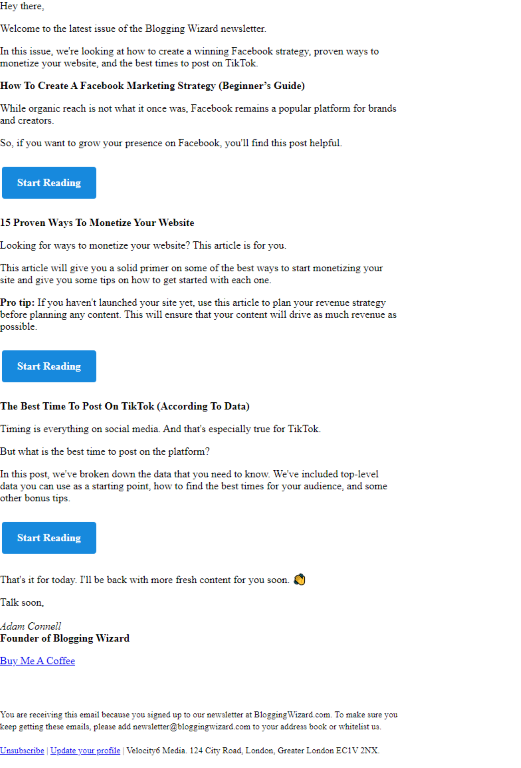 Hey there,
Welcome to the latest issue of the Blogging Wizard newsletter.
In this issue, we're looking at how to create a winning Facebook strategy, proven ways to
monetize your website, and the best times to post on TikTok.
How To Create A Facebook Marketing Strategy (Beginner's Guide)
While organic reach is not what it once was, Facebook remains a popular platform for brands
and creators.
So, if you want to grow your presence on Facebook, you'll find this post helpful.
Start Reading
15 Proven Ways To Monetize Your Website
Looking for ways to monetize your website? This article is for you.
This article will give you a solid primer on some of the best ways to start monetizing your
site and give you some tips on how to get started with each one.
Pro tip: If you haven't launched your site yet, use this article to plan your revenue strategy
before planning any content. This will ensure that your content will drive as much revenue as
possible.
Start Reading
The Best Time To Post On TikTok (According To Data)
Timing is everything on social media. And that's especially true for TikTok.
But what is the best time to post on the platform?
In this post, we've broken down the data that you need to know. We've included top-level
data you can use as a starting point, how to find the best times for your audience, and some
other bonus tips.
Start Reading
That's it for today. I'll be back with more fresh content for you soon. 👋
Talk soon,
Adam Connell
Founder of Blogging Wizard
Buy Me A Coffee
You are receiving this email because you signed up to our newsletter at BloggingWizard.com. To make sure you
keep getting these emails, please add newsletter@bloggingwizard.com to your address book or whitelist us.
Unsubscribe | Update your profile | Velocity6 Media. 124 City Road, London, Greater London EC1V 2NX.